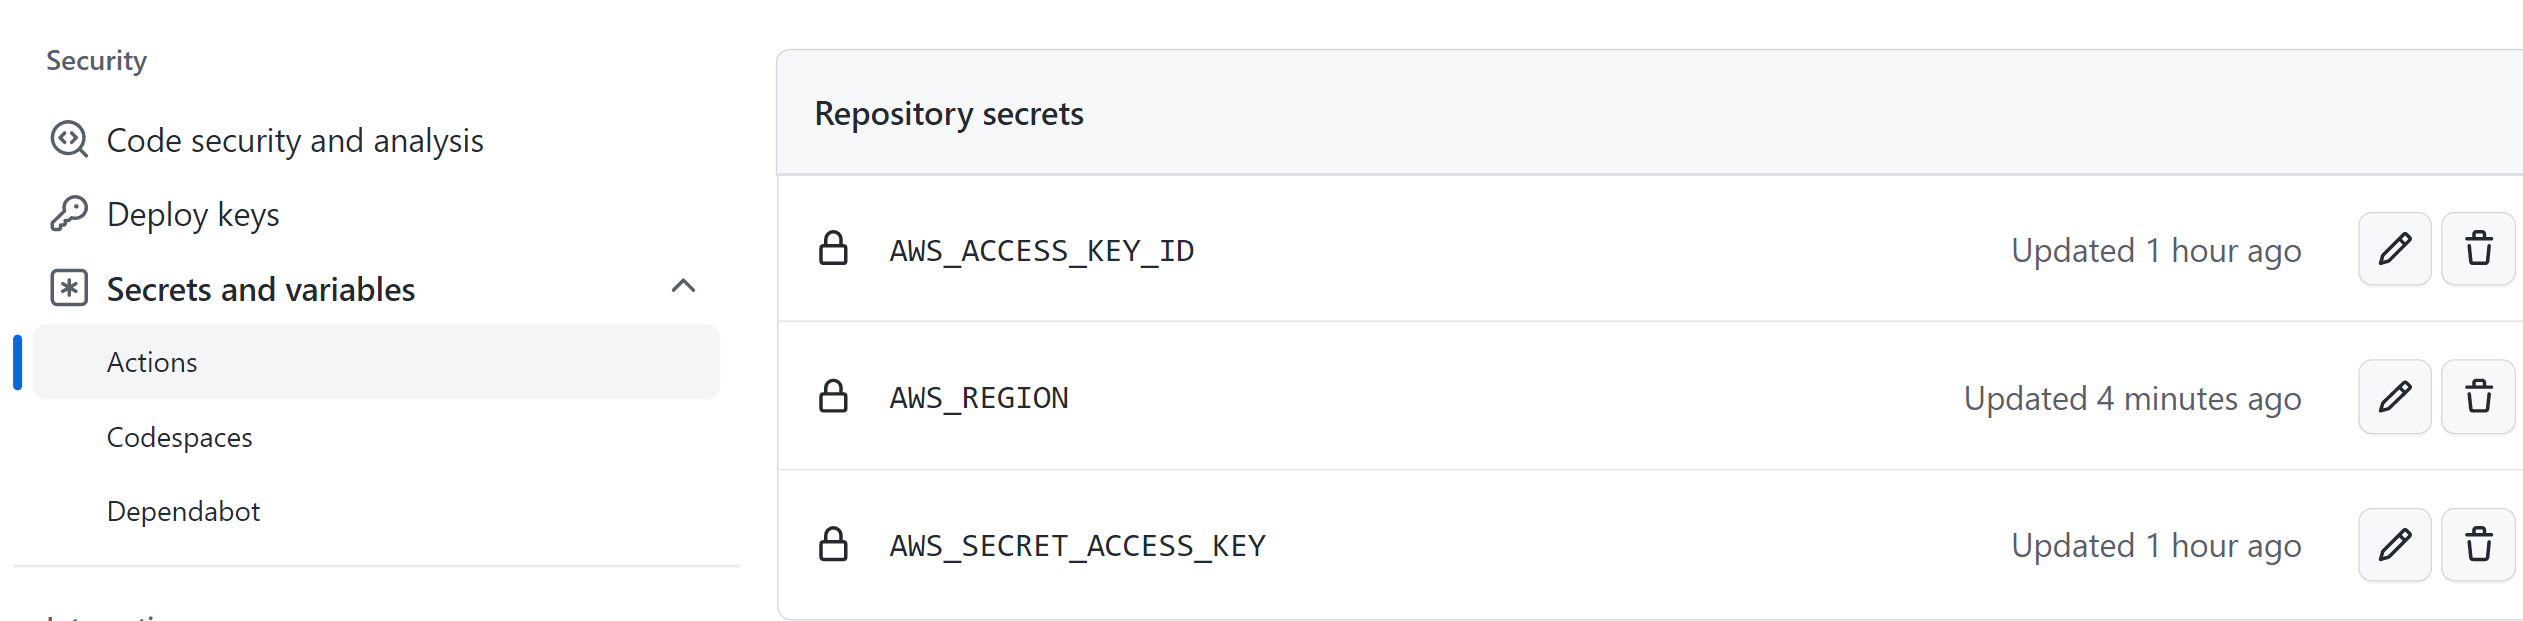 Security
Code security and analysis
Deploy keys
Secrets and variables
Actions
Codespaces
Dependabot
Repository secrets
AWS_ACCESS_KEY_ID Updated 1 hour ago
AWS_REGION Updated 4 minutes ago
AWS_SECRET_ACCESS_KEY Updated 1 hour ago